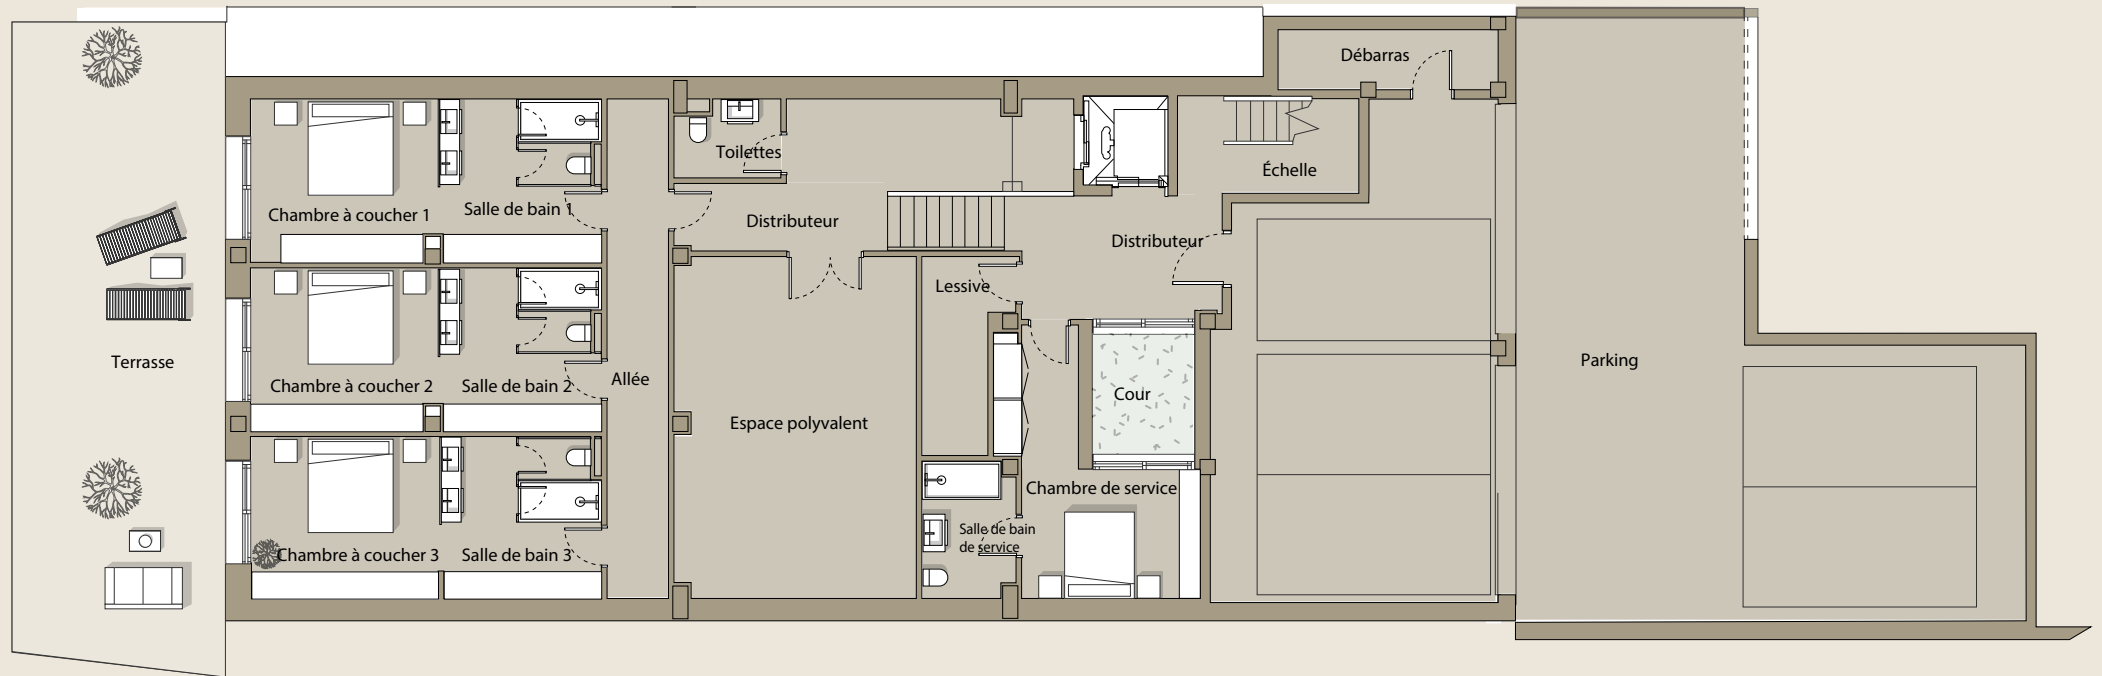 Débarras
Toilettes
Échelle
Chambre à coucher 1
Salle de bain 1
Distributeur
Distributeur
Lessive
Terrasse
Chambre à coucher 2
Salle de bain 2
Allée
Parking
Cour
Espace polyvalent
Chambre de service
Salle de bain
de service
Chambre à coucher 3
Salle de bain 3